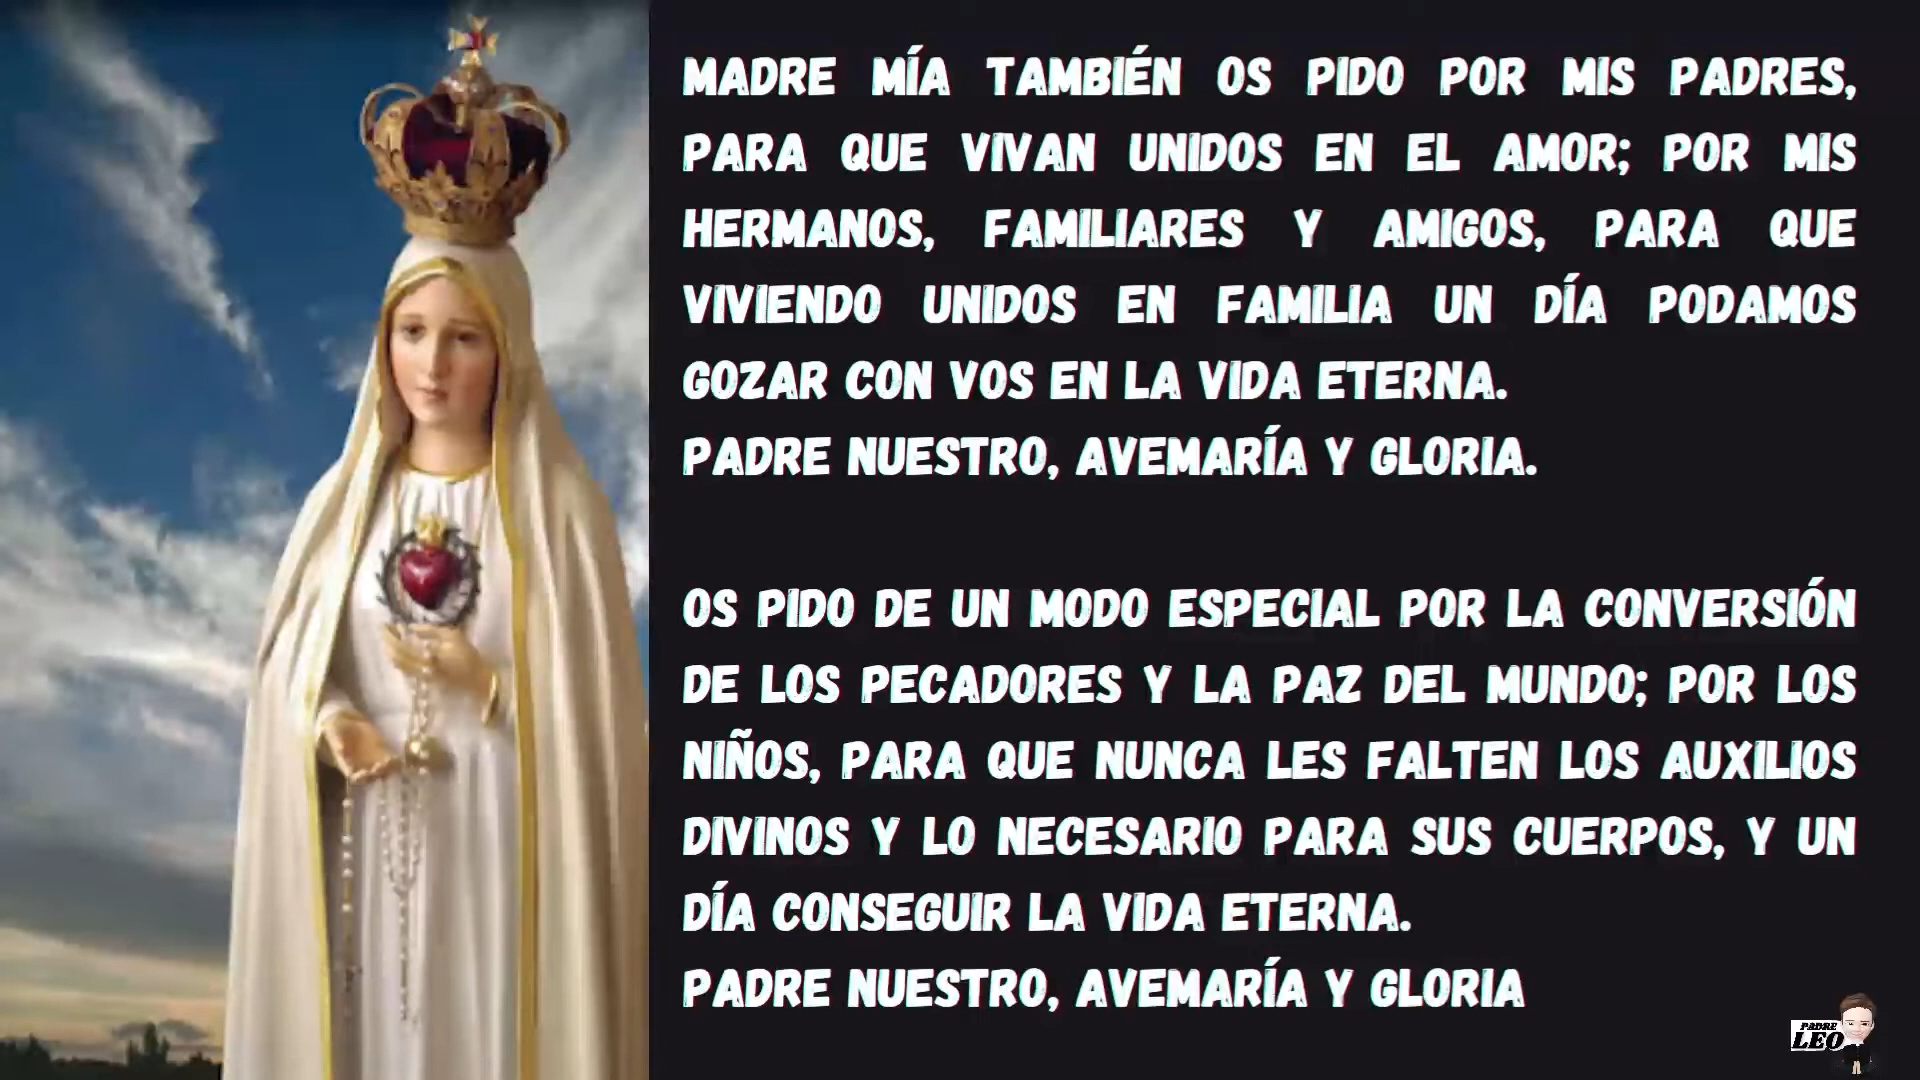 MADRE MÍA TAMBIÉN OS PIDO POR MIS PADRES,
PARA QUE VIVAN UNIDOS EN EL AMOR; POR MIS
HERMANOS, FAMILIARES Y AMIGOS, PARA QUE
VIVIENDO UNIDOS EN FAMILIA UN DÍA PODAMOS
GOZAR CON VOS EN LA VIDA ETERNA.
PADRE NUESTRO, AVEMARÍA Y GLORIA.
OS PIDO DE UN MODO ESPECIAL POR LA CONVERSIÓN
DE LOS PECADORES Y LA PAZ DEL MUNDO; POR LOS
NIÑOS, PARA QUE NUNCA LES FALTEN LOS AUXILIOS
DIVINOS Y LO NECESARIO PARA SUS CUERPOS, Y UN
DÍA CONSEGUIR LA VIDA ETERNA.
PADRE NUESTRO, AVEMARÍA Y GLORIA
PADRE
LEO